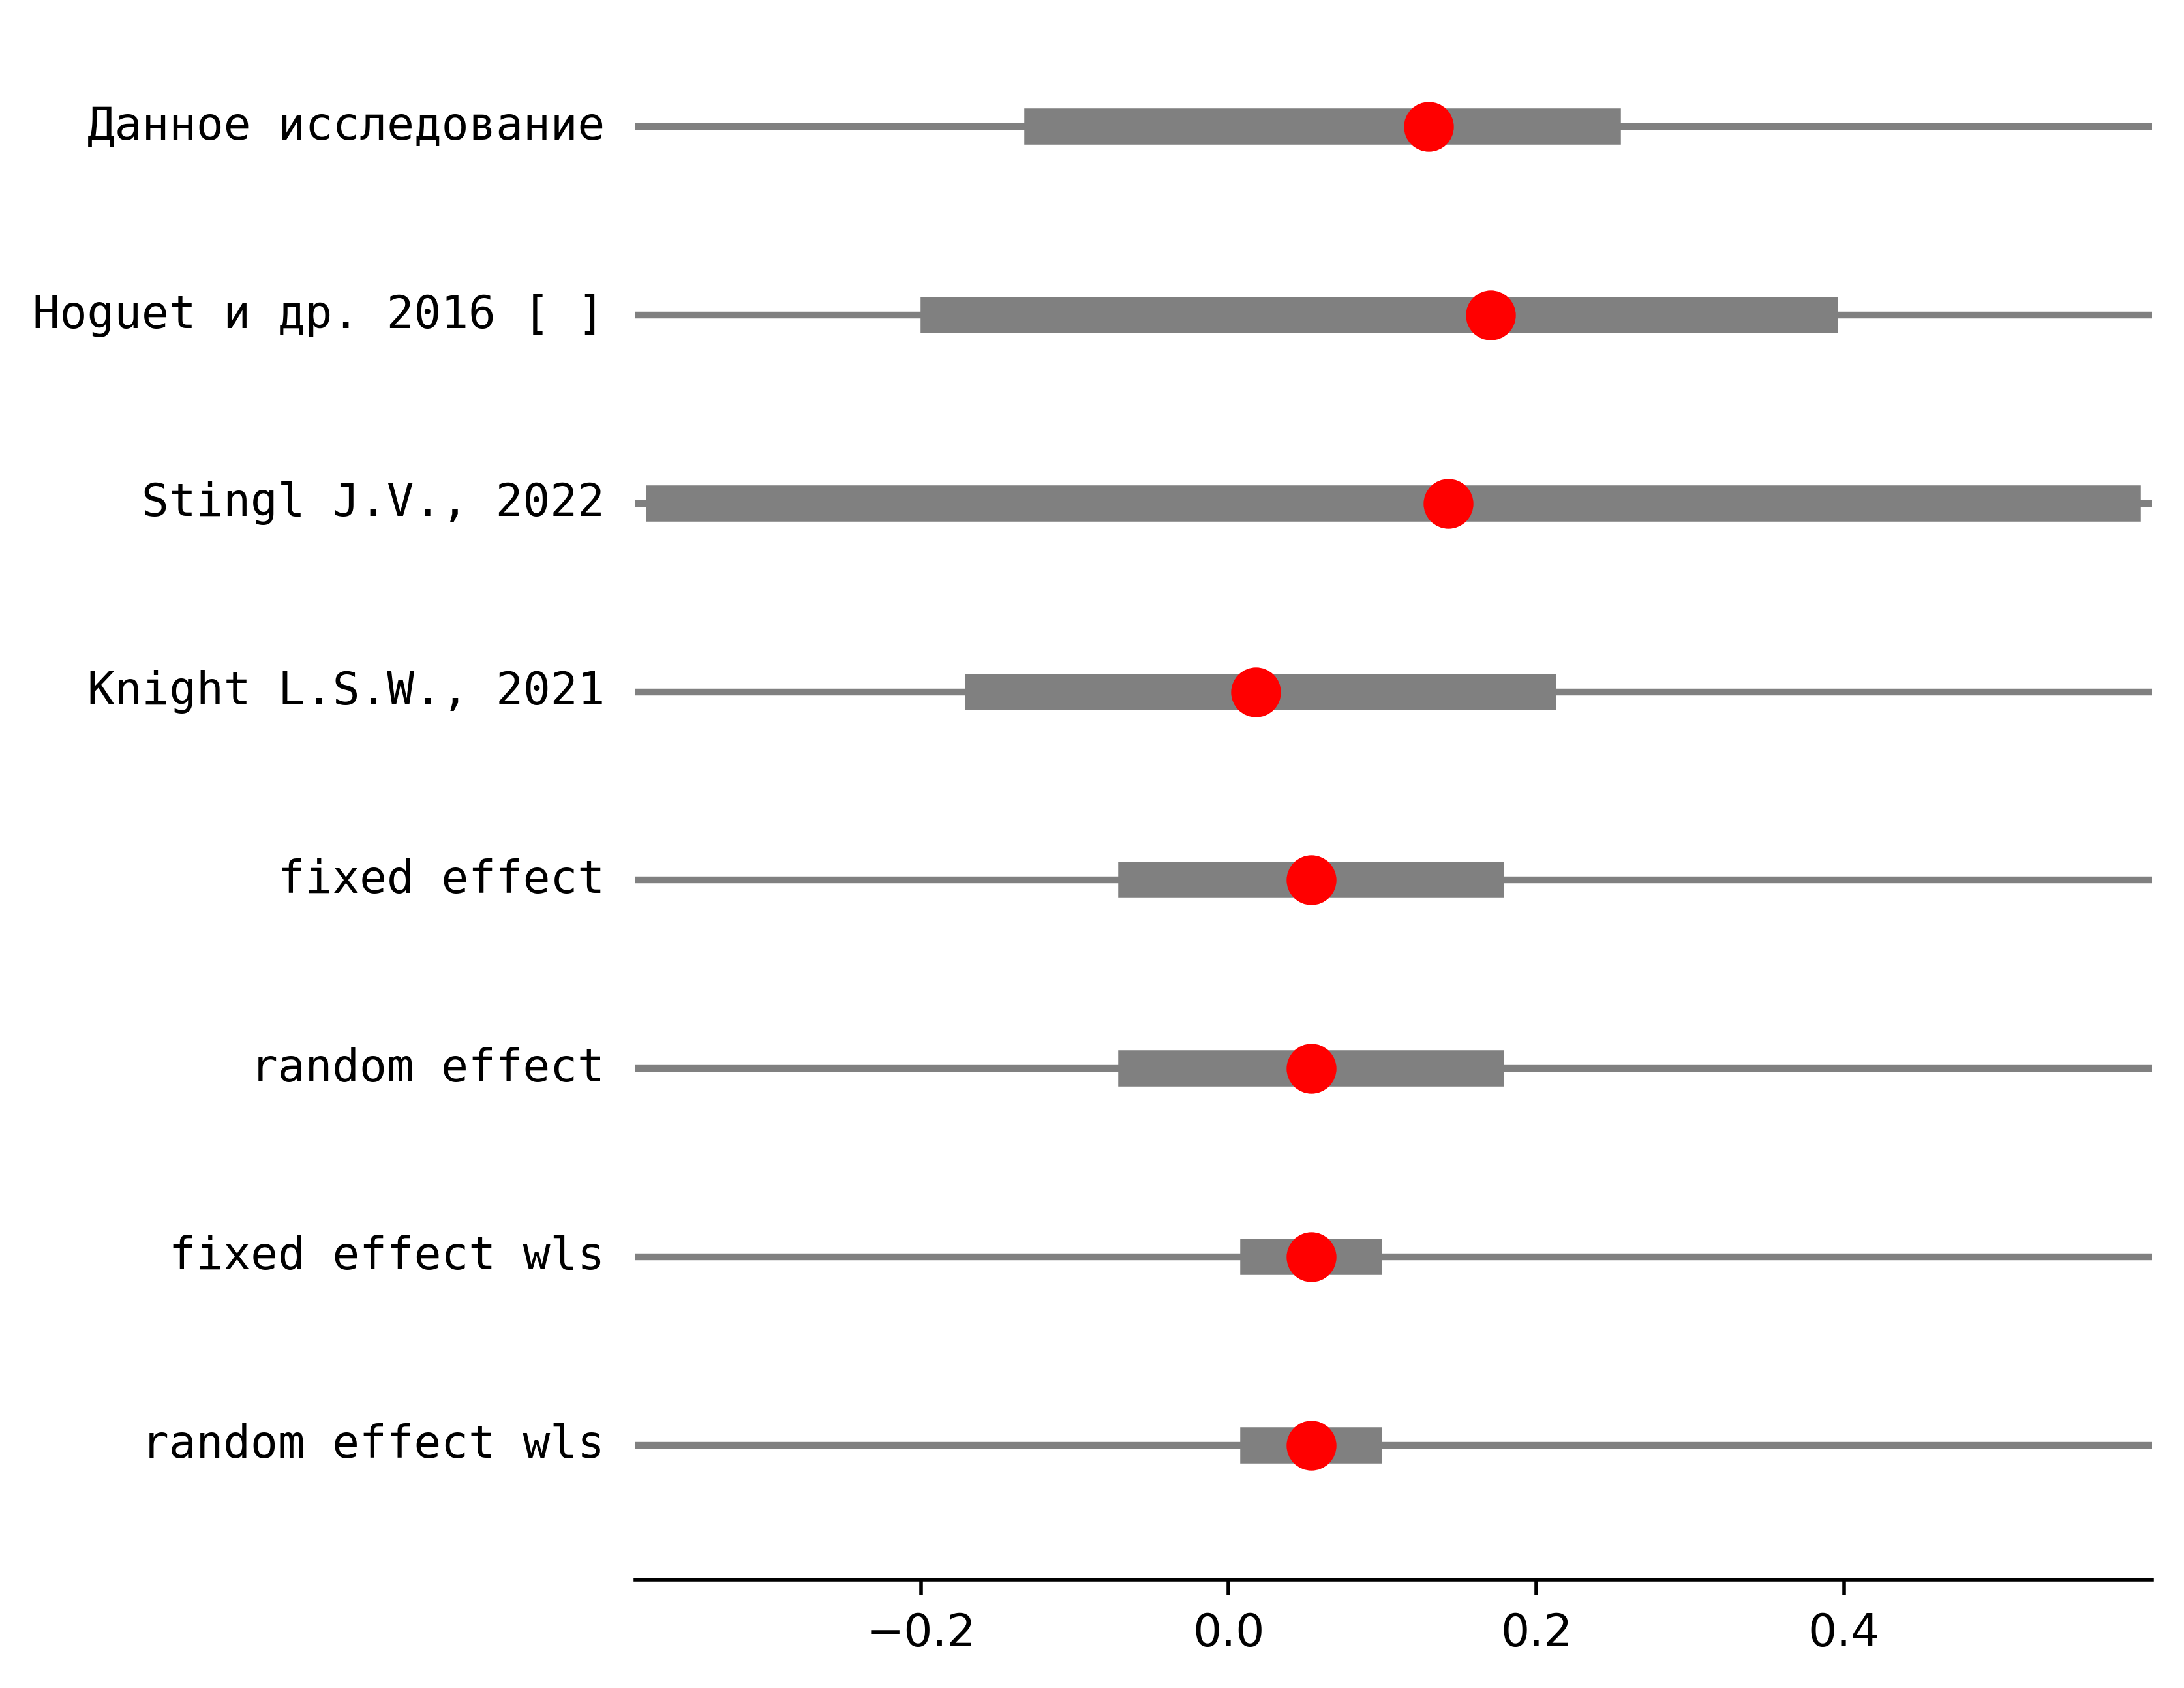 Данное исследование
Hoguet и др. 2016 [ ]
Stingl J.V., 2022
Knight L.S.W., 2021
fixed effect
random effect
fixed effect wls
random effect wls
−0.2 0.0 0.2 0.4